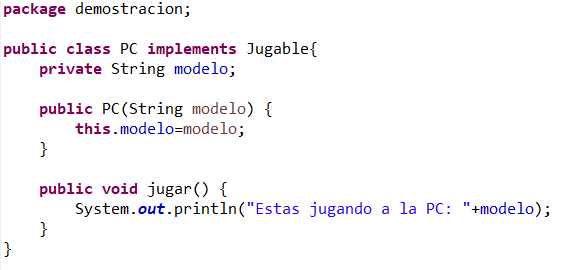 package demostracion;
public class PC implements Jugable{
private String modelo;
public PC(String modelo) {
this.modelo=modelo;
}
public void jugar() {
System.out.println("Estas jugando a la PC: "+modelo);
}
}